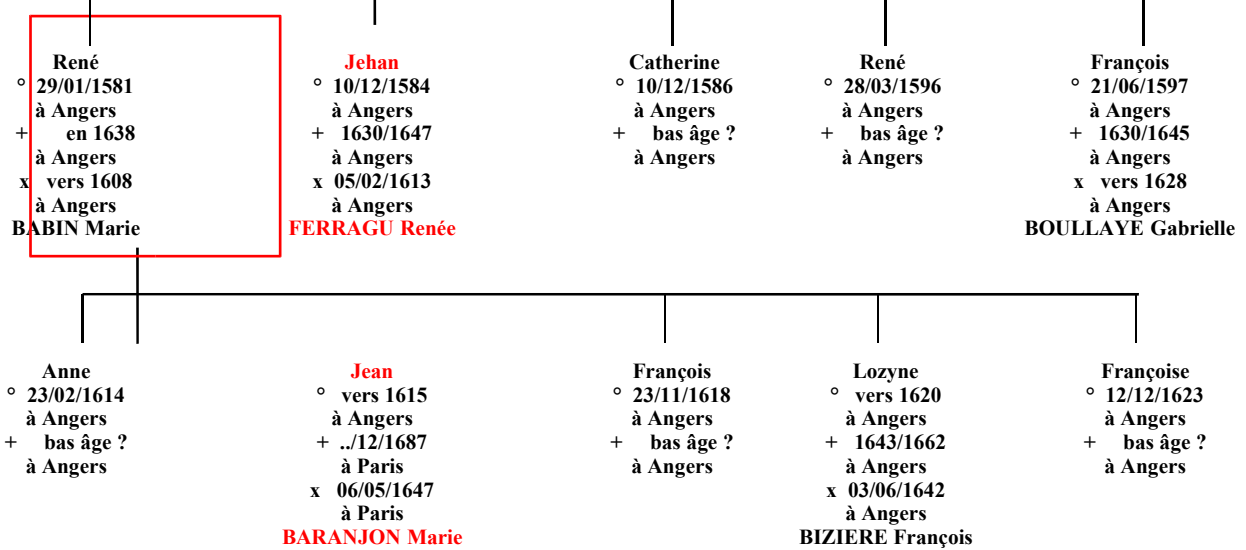 René
° 29/01/1581
à Angers
+ en 1638
à Angers
x vers 1608
à Angers
BABIN Marie
Jehan
° 10/12/1584
à Angers
+ 1630/1647
à Angers
x 05/02/1613
à Angers
FERRAGU Renée
Catherine
° 10/12/1586
à Angers
+ bas âge ?
à Angers
René
° 28/03/1596
à Angers
+ bas âge ?
à Angers
François
° 21/06/1597
à Angers
+ 1630/1645
à Angers
x vers 1628
à Angers
BOULLAYE Gabrielle
Anne
° 23/02/1614
à Angers
+ bas âge ?
à Angers
Jean
° vers 1615
à Angers
+ ../12/1687
à Paris
x 06/05/1647
à Paris
BARANJON Marie
François
° 23/11/1618
à Angers
+ bas âge ?
à Angers
Lozyne
° vers 1620
à Angers
+ 1643/1662
à Angers
x 03/06/1642
à Angers
BIZIERE François
Françoise
° 12/12/1623
à Angers
+ bas âge ?
à Angers